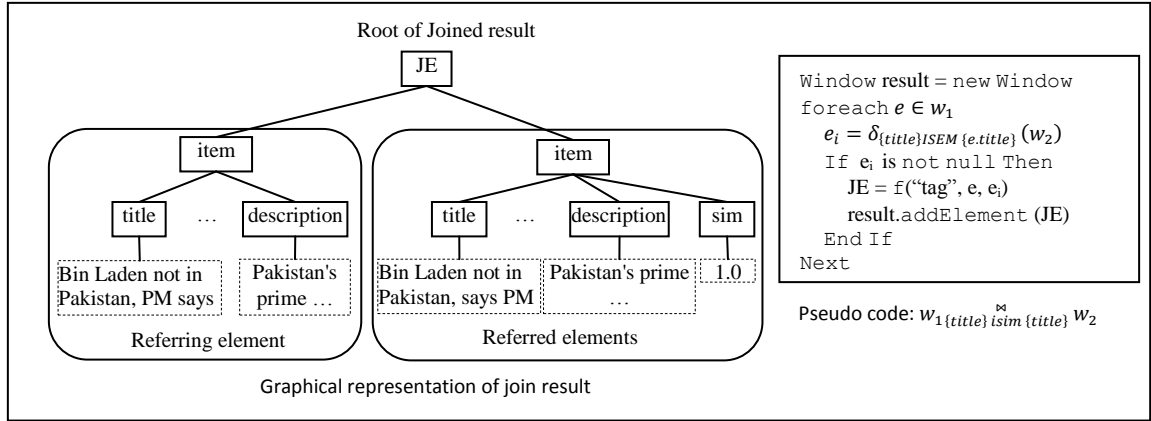 Root of Joined result
JE
item
title
…
description
Bin Laden not in
Pakistan, PM says
Pakistan's
prime …
Referring element
item
title
…
description
sim
Bin Laden not in
Pakistan, says PM
Pakistan's prime
…
1.0
Referred elements
Graphical representation of join result
Window result = new Window
foreach e ∈ w₁
eᵢ = δ_{{title}ISEM {e.title}} (w₂)
If eᵢ is not null Then
JE = f(“tag”, e, eᵢ)
result.addElement (JE)
End If
Next
Pseudo code: w₁ {title} ⋈ isim {title} w₂